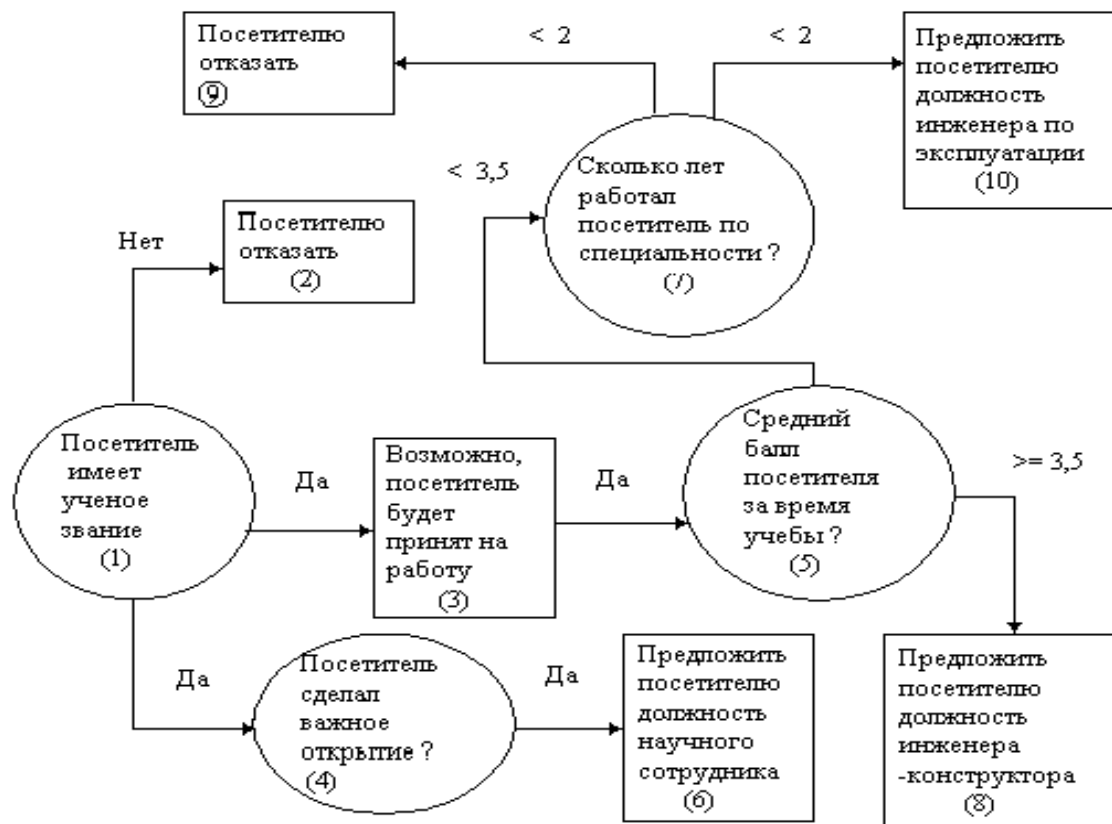 Посетителю
отказать
(9)
< 2
< 2
Предложить
посетителю
должность
инженера по
эксплуатации
(10)
< 3,5
Сколько лет
работал
посетитель по
специальности ?
(7)
Нет
Посетителю
отказать
(2)
Посетитель
имеет
ученое
звание
(1)
Да
Возможно,
посетитель
будет
принят на
работу
(3)
Да
Средний
балл
посетителя
за время
учебы ?
(5)
>= 3,5
Да
Посетитель
сделал
важное
открытие ?
(4)
Да
Предложить
посетителю
должность
научного
сотрудника
(6)
Предложить
посетителю
должность
инженера
-конструктора
(8)